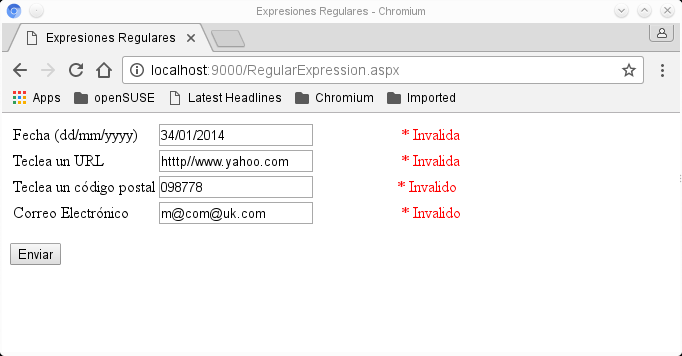 Expresiones Regulares - Chromium
Expresiones Regulares
localhost:9000/RegularExpression.aspx
Apps openSUSE Latest Headlines Chromium Imported
Fecha (dd/mm/yyyy) 34/01/2014 * Invalida
Teclea un URL htttp//www.yahoo.com * Invalida
Teclea un código postal 098778 * Invalido
Correo Electrónico m@com@uk.com * Invalido
Enviar